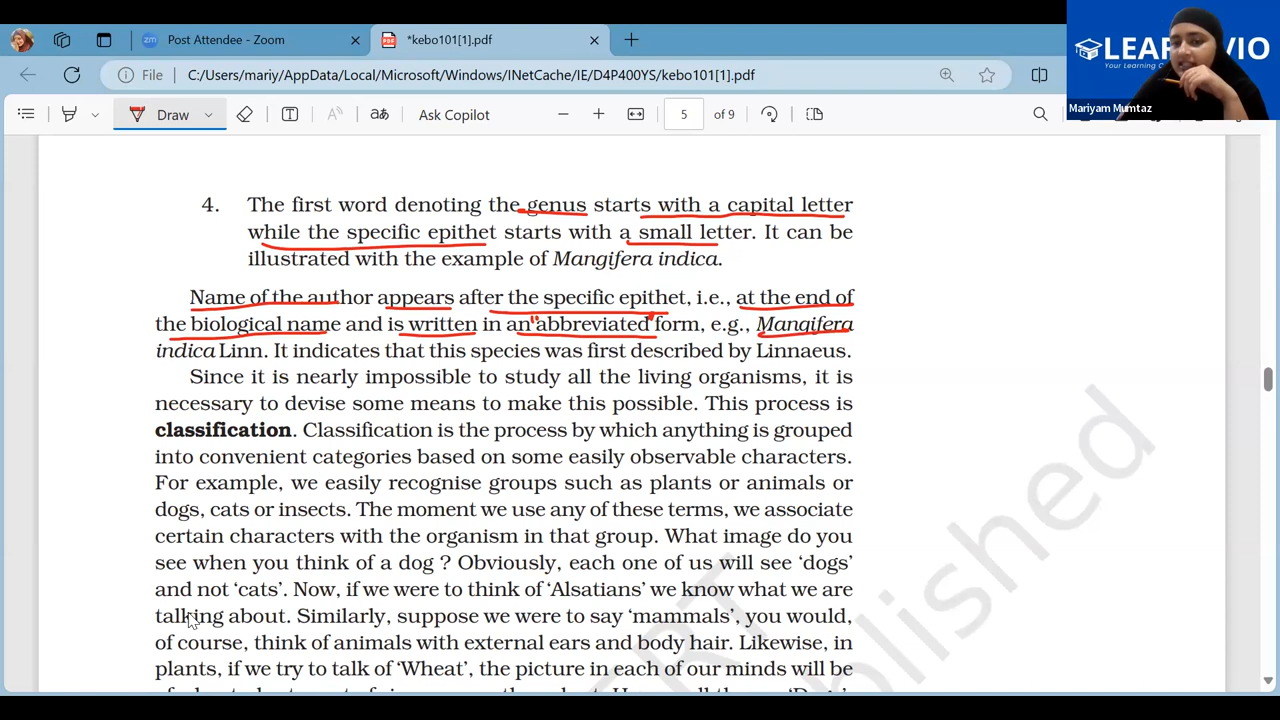 Post Attendee - Zoom
*kebo101[1].pdf
File
C:/Users/mariy/AppData/Local/Microsoft/Windows/INetCache/IE/D4P400YS/kebo101[1].pdf
Mariyam Mumtaz
Draw
Ask Copilot
5 of 9
4. The first word denoting the genus starts with a capital letter
while the specific epithet starts with a small letter. It can be
illustrated with the example of Mangifera indica.
Name of the author appears after the specific epithet, i.e., at the end of
the biological name and is written in an abbreviated form, e.g., Mangifera
indica Linn. It indicates that this species was first described by Linnaeus.
Since it is nearly impossible to study all the living organisms, it is
necessary to devise some means to make this possible. This process is
classification. Classification is the process by which anything is grouped
into convenient categories based on some easily observable characters.
For example, we easily recognise groups such as plants or animals or
dogs, cats or insects. The moment we use any of these terms, we associate
certain characters with the organism in that group. What image do you
see when you think of a dog ? Obviously, each one of us will see ‘dogs’
and not ‘cats’. Now, if we were to think of ‘Alsatians’ we know what we are
talking about. Similarly, suppose we were to say ‘mammals’, you would,
of course, think of animals with external ears and body hair. Likewise, in
plants, if we try to talk of ‘Wheat’, the picture in each of our minds will be